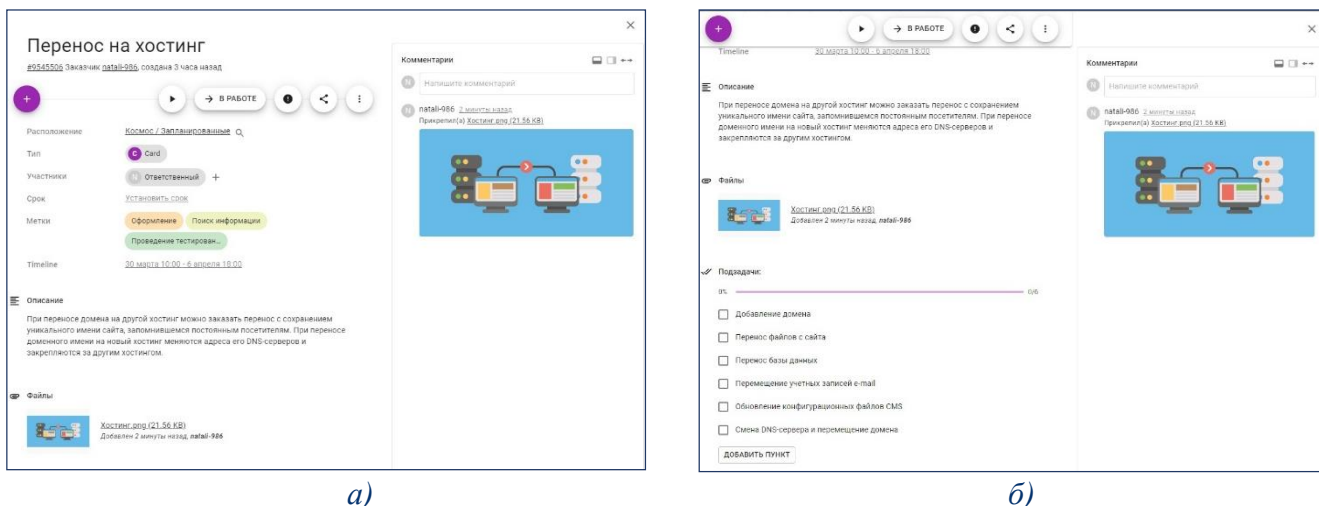 Перенос на хостинг
#9545506 Заказчик natali-986, создана 3 часа назад
+
→ В РАБОТЕ
Расположение Космос / Запланированные
Тип C Card
Участники N Ответственный +
Срок Установить срок
Метки Оформление Поиск информации
Проведение тестирован...
Timeline 30 марта 10:00 - 6 апреля 18:00
Описание
При переносе домена на другой хостинг можно заказать перенос с сохранением
уникального имени сайта, запомнившемся постоянным посетителям. При переносе
доменного имени на новый хостинг меняются адреса его DNS-серверов и
закрепляются за другим хостингом.
Файлы
Хостинг.png (21.56 KB)
Добавлен 2 минуты назад, natali-986
Комментарии
N Напишите комментарий
N natali-986 2 минуты назад
Прикрепил(а) Хостинг.png (21.56 KB)
а)
+
→ В РАБОТЕ
Timeline 30 марта 10:00 - 6 апреля 18:00
Описание
При переносе домена на другой хостинг можно заказать перенос с сохранением
уникального имени сайта, запомнившемся постоянным посетителям. При переносе
доменного имени на новый хостинг меняются адреса его DNS-серверов и
закрепляются за другим хостингом.
Файлы
Хостинг.png (21.56 KB)
Добавлен 2 минуты назад, natali-986
Подзадачи:
0% 0/6
Добавление домена
Перенос файлов с сайта
Перенос базы данных
Перемещение учетных записей e-mail
Обновление конфигурационных файлов CMS
Смена DNS-сервера и перемещение домена
ДОБАВИТЬ ПУНКТ
Комментарии
N Напишите комментарий
N natali-986 2 минуты назад
Прикрепил(а) Хостинг.png (21.56 KB)
б)